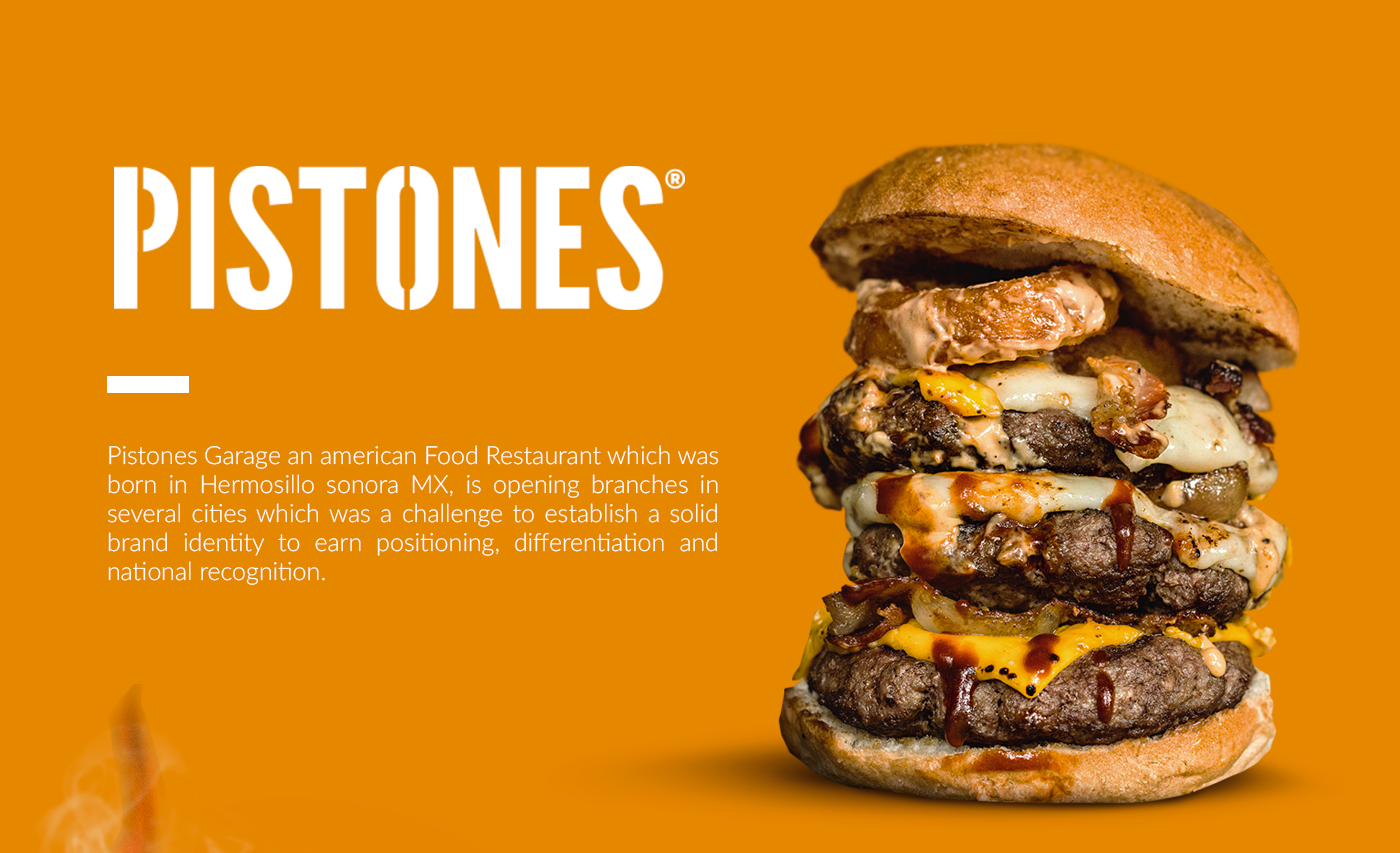 PISTONES®
Pistones Garage an american Food Restaurant which was
born in Hermosillo sonora MX, is opening branches in
several cities which was a challenge to establish a solid
brand identity to earn positioning, differentiation and
national recognition.